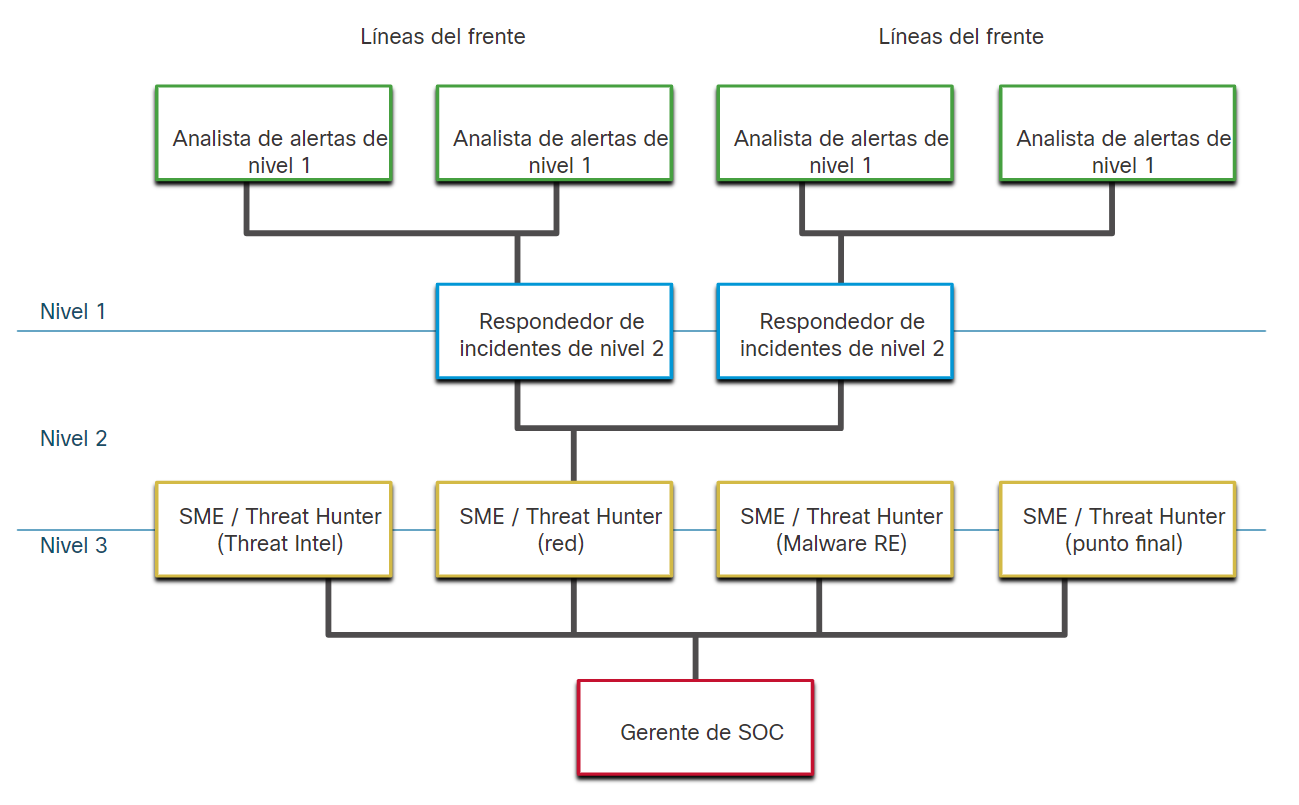 Líneas del frente
Líneas del frente
Analista de alertas de
nivel 1
Analista de alertas de
nivel 1
Analista de alertas de
nivel 1
Analista de alertas de
nivel 1
Nivel 1
Respondedor de
incidentes de nivel 2
Respondedor de
incidentes de nivel 2
Nivel 2
SME / Threat Hunter
(Threat Intel)
SME / Threat Hunter
(red)
SME / Threat Hunter
(Malware RE)
SME / Threat Hunter
(punto final)
Nivel 3
Gerente de SOC